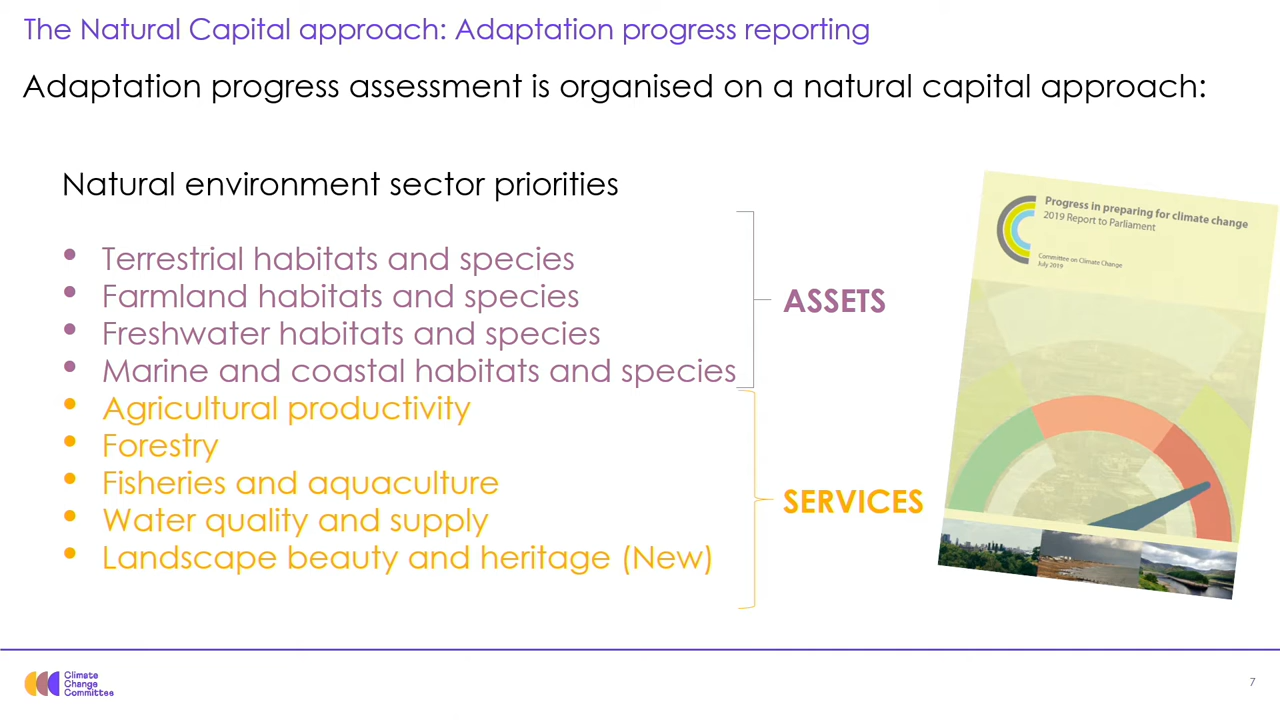 The Natural Capital approach: Adaptation progress reporting
Adaptation progress assessment is organised on a natural capital approach:
Natural environment sector priorities
• Terrestrial habitats and species
• Farmland habitats and species
• Freshwater habitats and species
• Marine and coastal habitats and species
ASSETS
• Agricultural productivity
• Forestry
• Fisheries and aquaculture
• Water quality and supply
• Landscape beauty and heritage (New)
SERVICES
Progress in preparing for climate change
2019 Report to Parliament
Committee on Climate Change
July 2019
Climate
Change
Committee
7